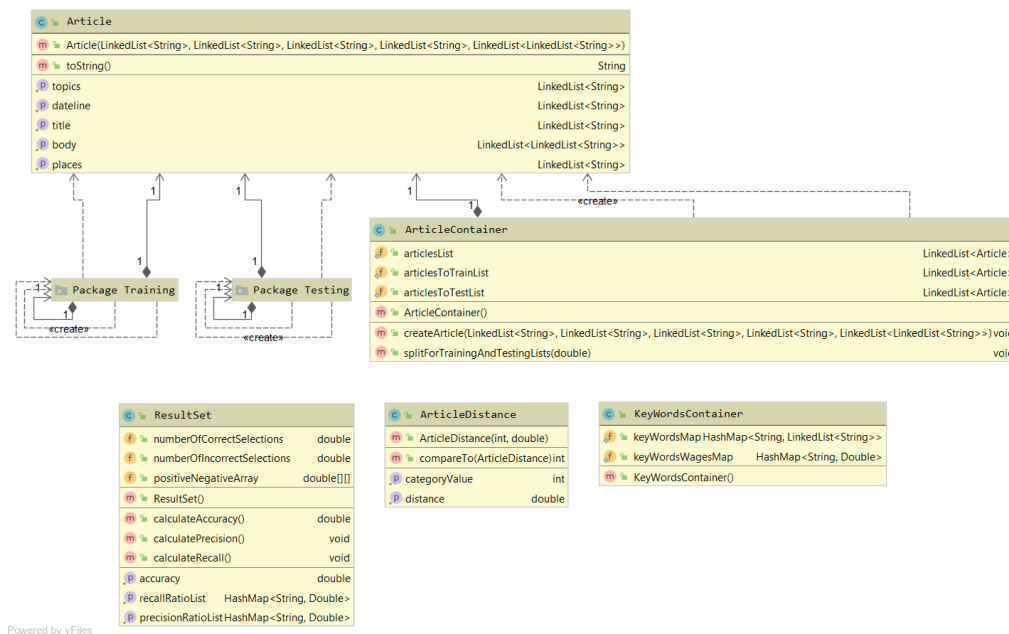 Article
Article(LinkedList<String>, LinkedList<String>, LinkedList<String>, LinkedList<String>, LinkedList<LinkedList<String>>)
toString() String
topics LinkedList<String>
dateline LinkedList<String>
title LinkedList<String>
body LinkedList<LinkedList<String>>
places LinkedList<String>
1
1
1
1
1
1
«create»
1
1
Package Training
«create»
1
1
Package Testing
«create»
ArticleContainer
articlesList LinkedList<Article>
articlesToTrainList LinkedList<Article>
articlesToTestList LinkedList<Article>
ArticleContainer()
createArticle(LinkedList<String>, LinkedList<String>, LinkedList<String>, LinkedList<String>, LinkedList<LinkedList<String>>) voi
splitForTrainingAndTestingLists(double) voi
ResultSet
numberOfCorrectSelections double
numberOfIncorrectSelections double
positiveNegativeArray double[][]
ResultSet()
calculateAccuracy() double
calculatePrecision() void
calculateRecall() void
accuracy double
recallRatioList HashMap<String, Double>
precisionRatioList HashMap<String, Double>
ArticleDistance
ArticleDistance(int, double)
compareTo(ArticleDistance) int
categoryValue int
distance double
KeyWordsContainer
keyWordsMap HashMap<String, LinkedList<String>>
keyWordsWagesMap HashMap<String, Double>
KeyWordsContainer()
Powered by yFiles